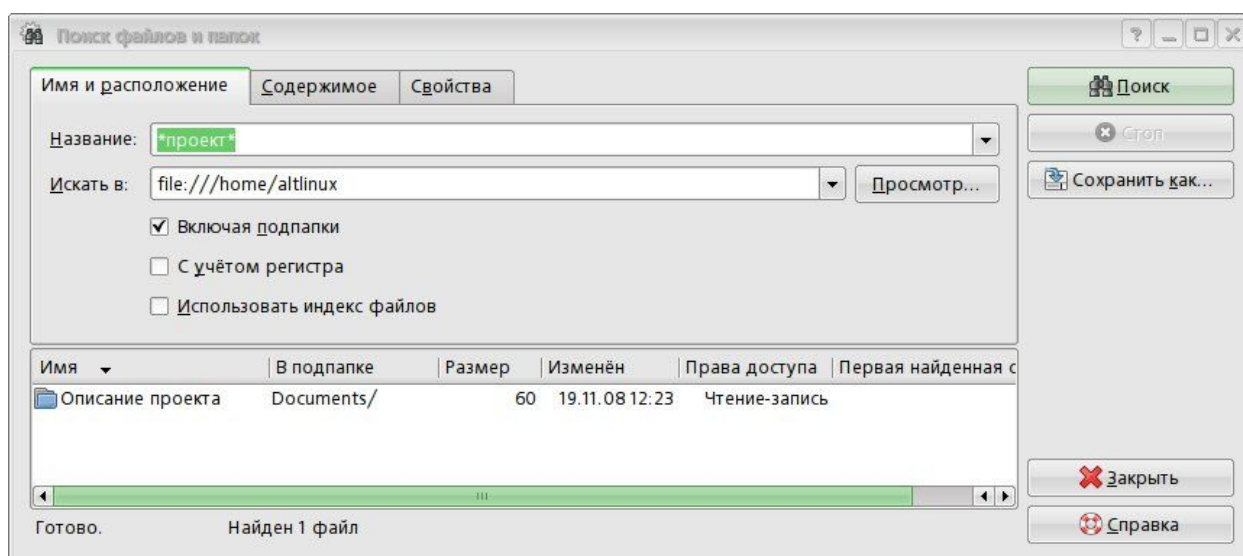 Поиск файлов и папок
Имя и расположение Содержимое Свойства
Название: *проект*
Искать в: file:///home/altlinux Просмотр...
Включая подпапки
С учётом регистра
Использовать индекс файлов
Поиск
Стоп
Сохранить как...
Имя В подпапке Размер Изменён Права доступа Первая найденная с
Описание проекта Documents/ 60 19.11.08 12:23 Чтение-запись
Готово. Найден 1 файл
Закрыть
Справка